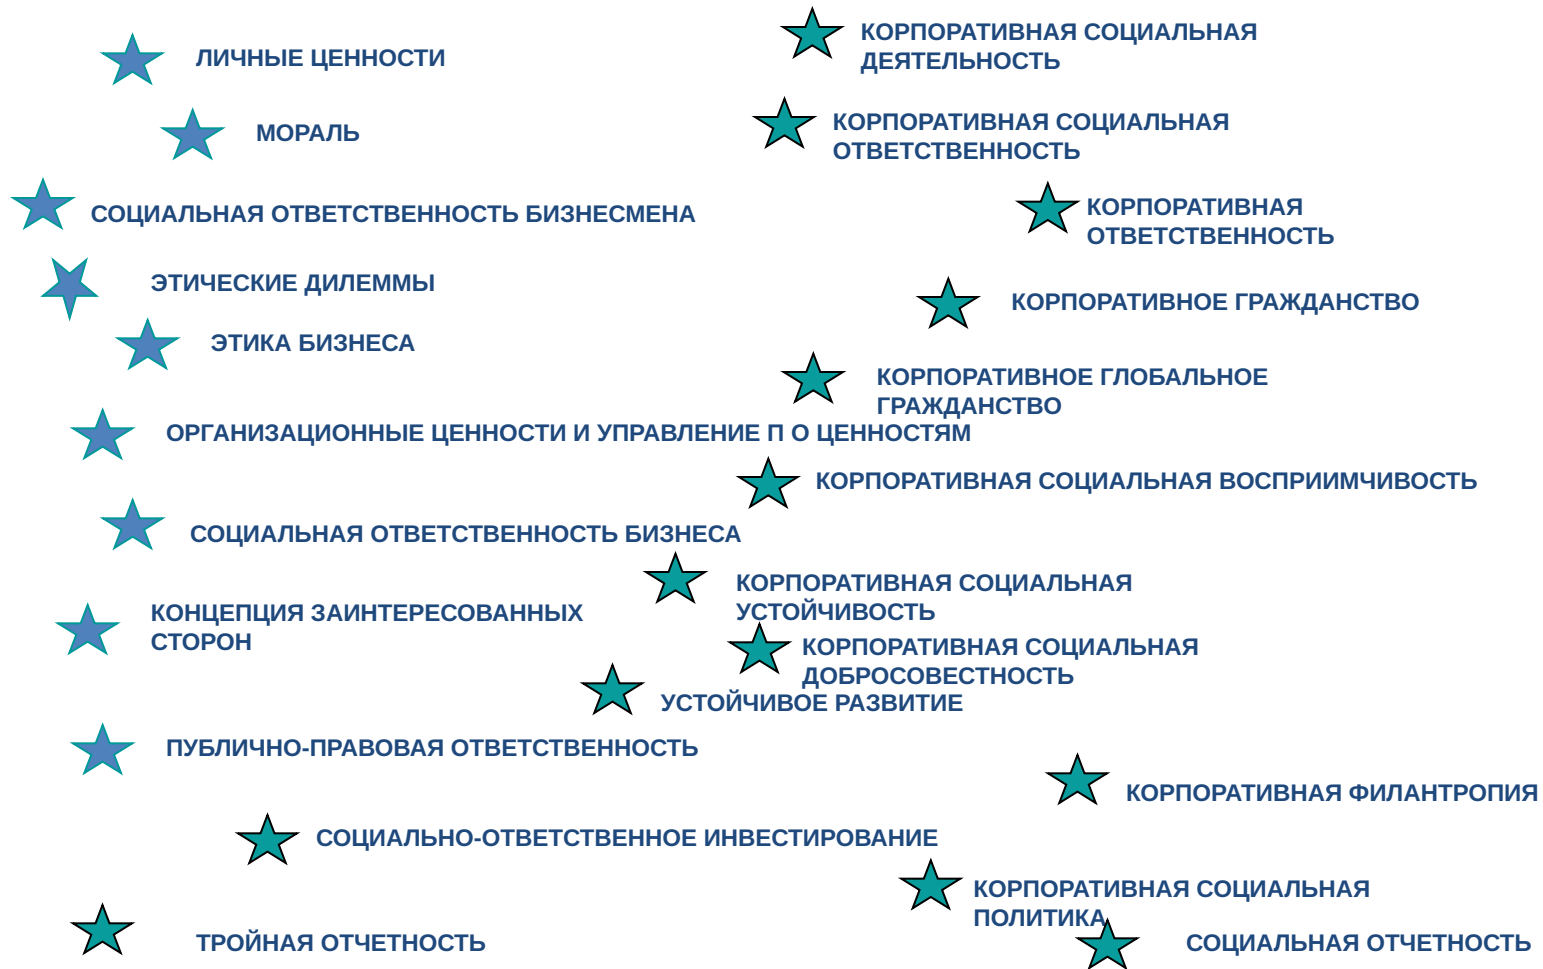 ЛИЧНЫЕ ЦЕННОСТИ
МОРАЛЬ
СОЦИАЛЬНАЯ ОТВЕТСТВЕННОСТЬ БИЗНЕСМЕНА
ЭТИЧЕСКИЕ ДИЛЕММЫ
ЭТИКА БИЗНЕСА
ОРГАНИЗАЦИОННЫЕ ЦЕННОСТИ И УПРАВЛЕНИЕ П О ЦЕННОСТЯМ
СОЦИАЛЬНАЯ ОТВЕТСТВЕННОСТЬ БИЗНЕСА
КОНЦЕПЦИЯ ЗАИНТЕРЕСОВАННЫХ
СТОРОН
ПУБЛИЧНО-ПРАВОВАЯ ОТВЕТСТВЕННОСТЬ
СОЦИАЛЬНО-ОТВЕТСТВЕННОЕ ИНВЕСТИРОВАНИЕ
ТРОЙНАЯ ОТЧЕТНОСТЬ
КОРПОРАТИВНАЯ СОЦИАЛЬНАЯ
ДЕЯТЕЛЬНОСТЬ
КОРПОРАТИВНАЯ СОЦИАЛЬНАЯ
ОТВЕТСТВЕННОСТЬ
КОРПОРАТИВНАЯ
ОТВЕТСТВЕННОСТЬ
КОРПОРАТИВНОЕ ГРАЖДАНСТВО
КОРПОРАТИВНОЕ ГЛОБАЛЬНОЕ
ГРАЖДАНСТВО
КОРПОРАТИВНАЯ СОЦИАЛЬНАЯ ВОСПРИИМЧИВОСТЬ
КОРПОРАТИВНАЯ СОЦИАЛЬНАЯ
УСТОЙЧИВОСТЬ
КОРПОРАТИВНАЯ СОЦИАЛЬНАЯ
ДОБРОСОВЕСТНОСТЬ
УСТОЙЧИВОЕ РАЗВИТИЕ
КОРПОРАТИВНАЯ ФИЛАНТРОПИЯ
КОРПОРАТИВНАЯ СОЦИАЛЬНАЯ
ПОЛИТИКА
СОЦИАЛЬНАЯ ОТЧЕТНОСТЬ